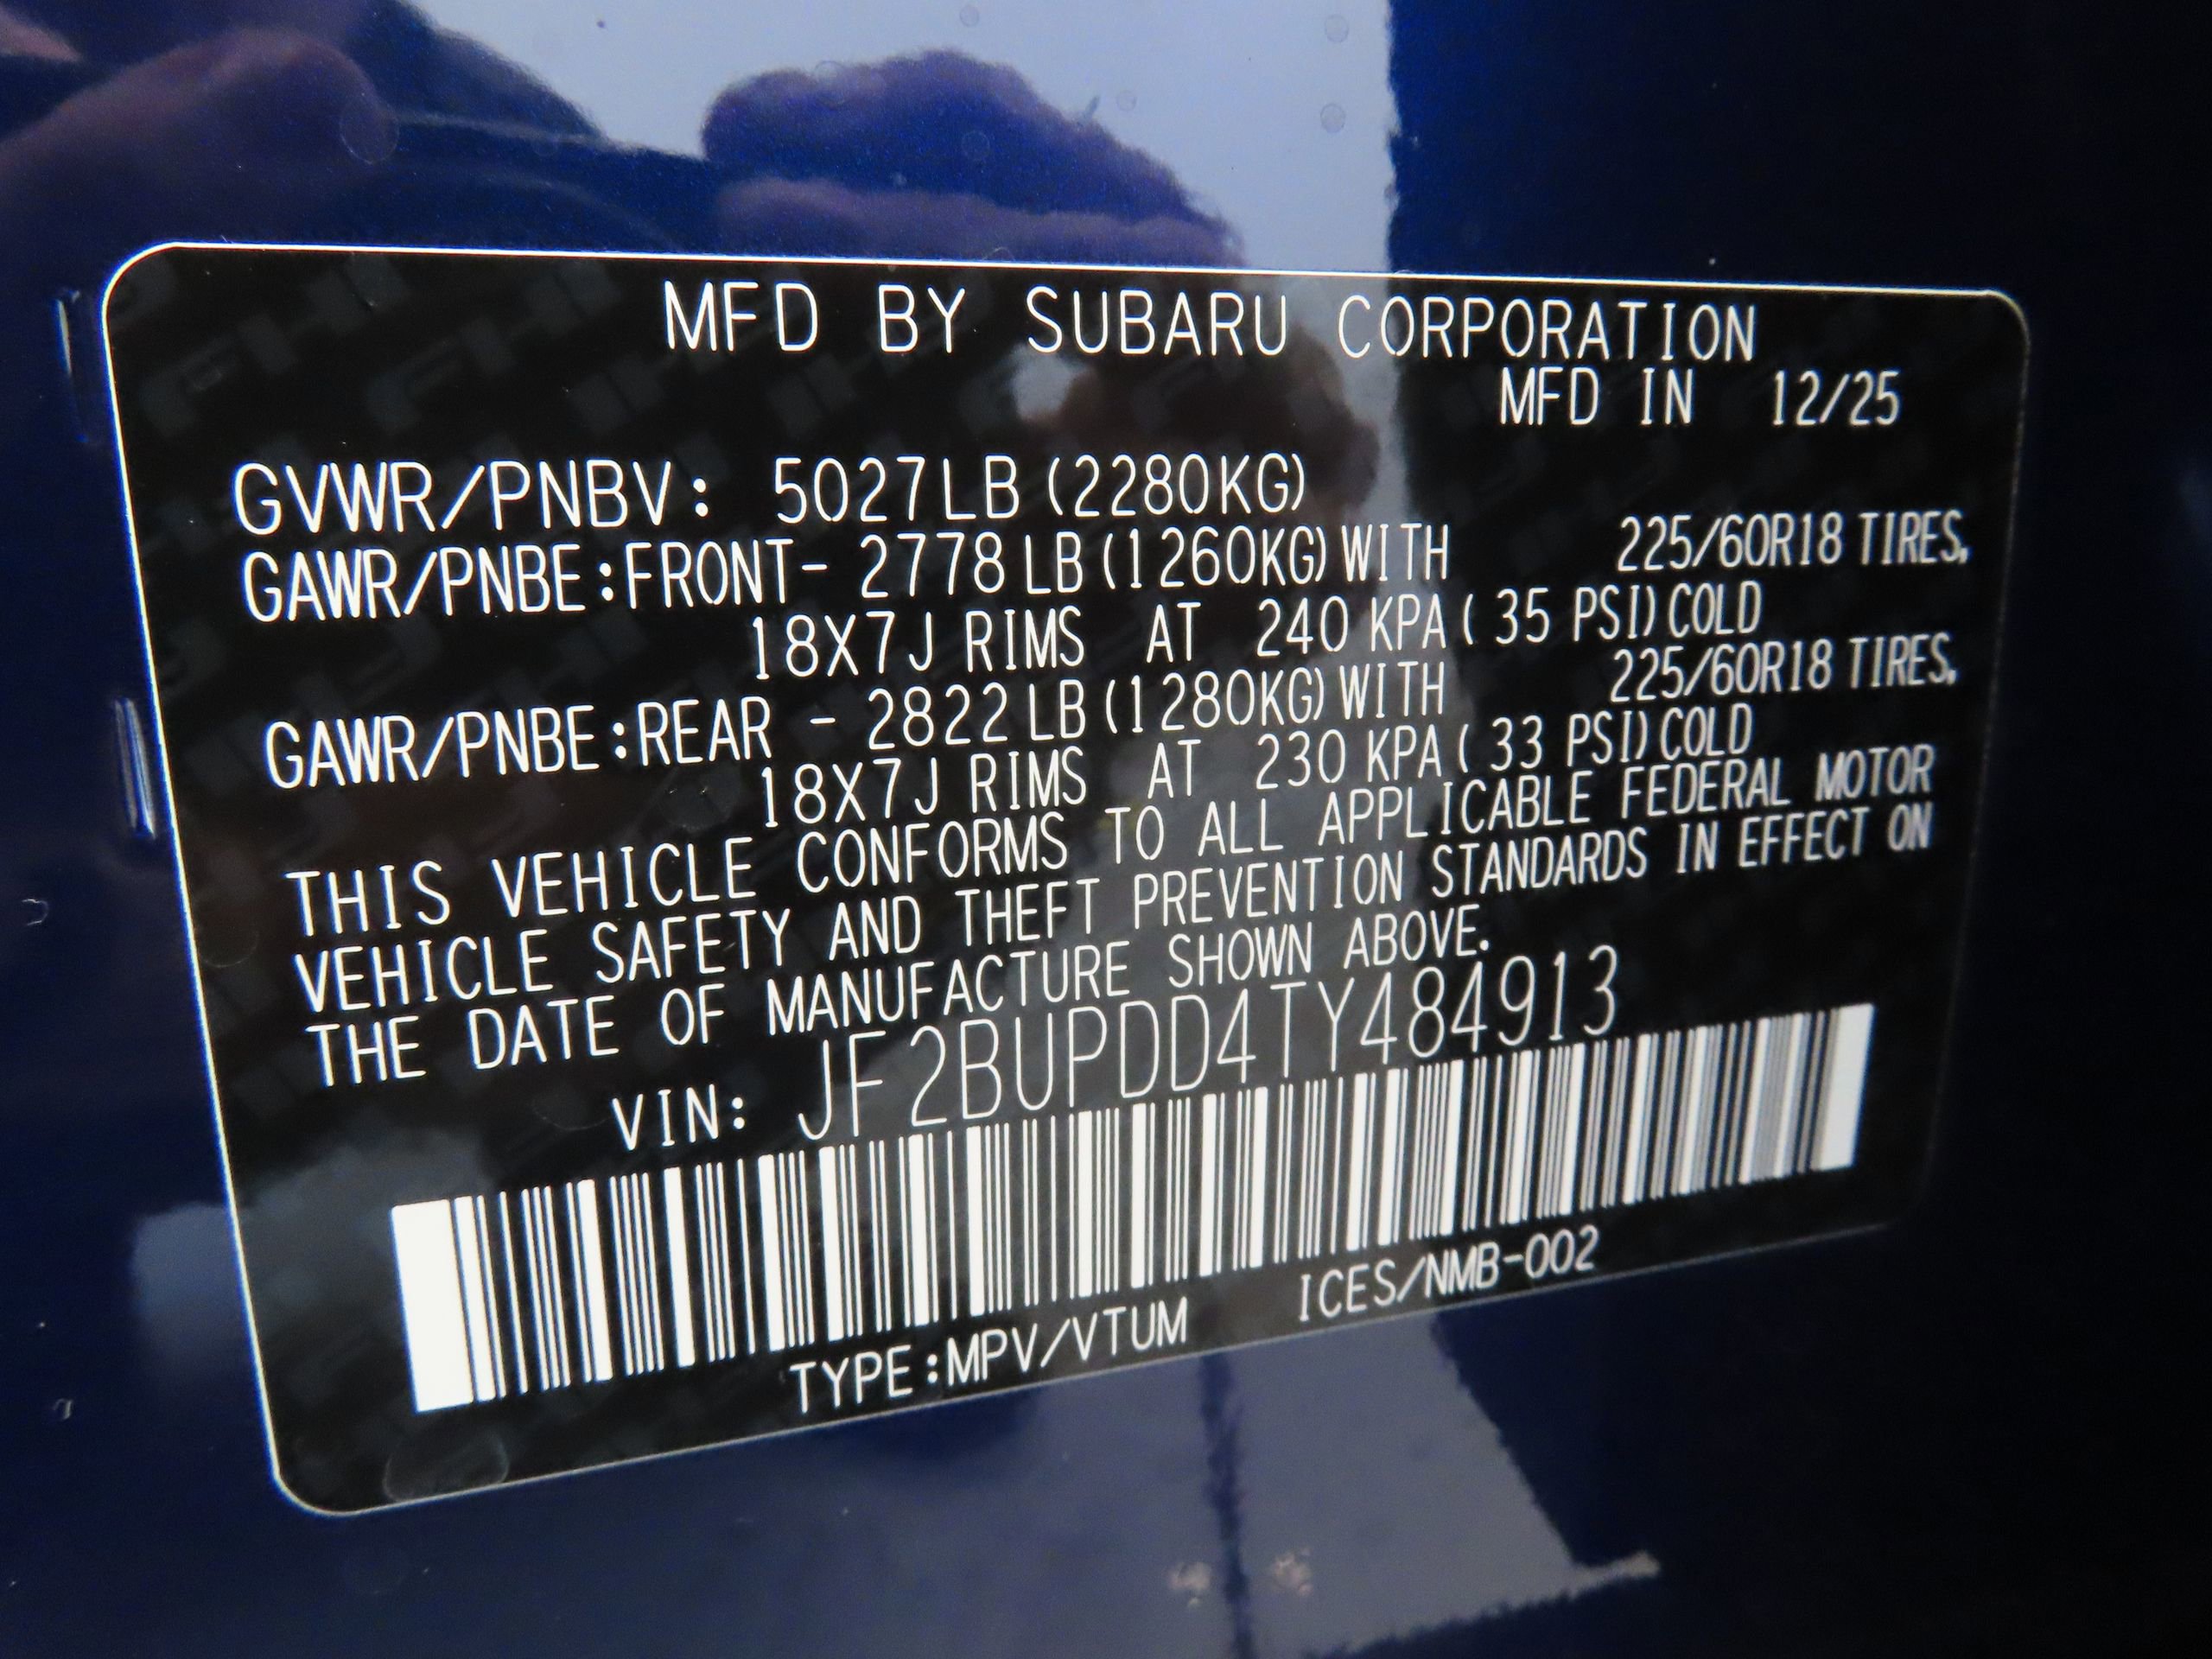 MFD BY SUBARU CORPORATION
MFD IN 12/25
GVWR/PNBV: 5027LB (2280KG)
GAWR/PNBE:FRONT- 2778 LB (1260KG) WITH 225/60R18 TIRES,
18X7J RIMS AT 240 KPA ( 35 PSI) COLD
GAWR/PNBE:REAR - 2822 LB (1280KG) WITH 225/60R18 TIRES,
18X7J RIMS AT 230 KPA ( 33 PSI) COLD
THIS VEHICLE CONFORMS TO ALL APPLICABLE FEDERAL MOTOR
VEHICLE SAFETY AND THEFT PREVENTION STANDARDS IN EFFECT ON
THE DATE OF MANUFACTURE SHOWN ABOVE.
VIN: JF2BUPDD4TY484913
TYPE:MPV/VTUM ICES/NMB-002